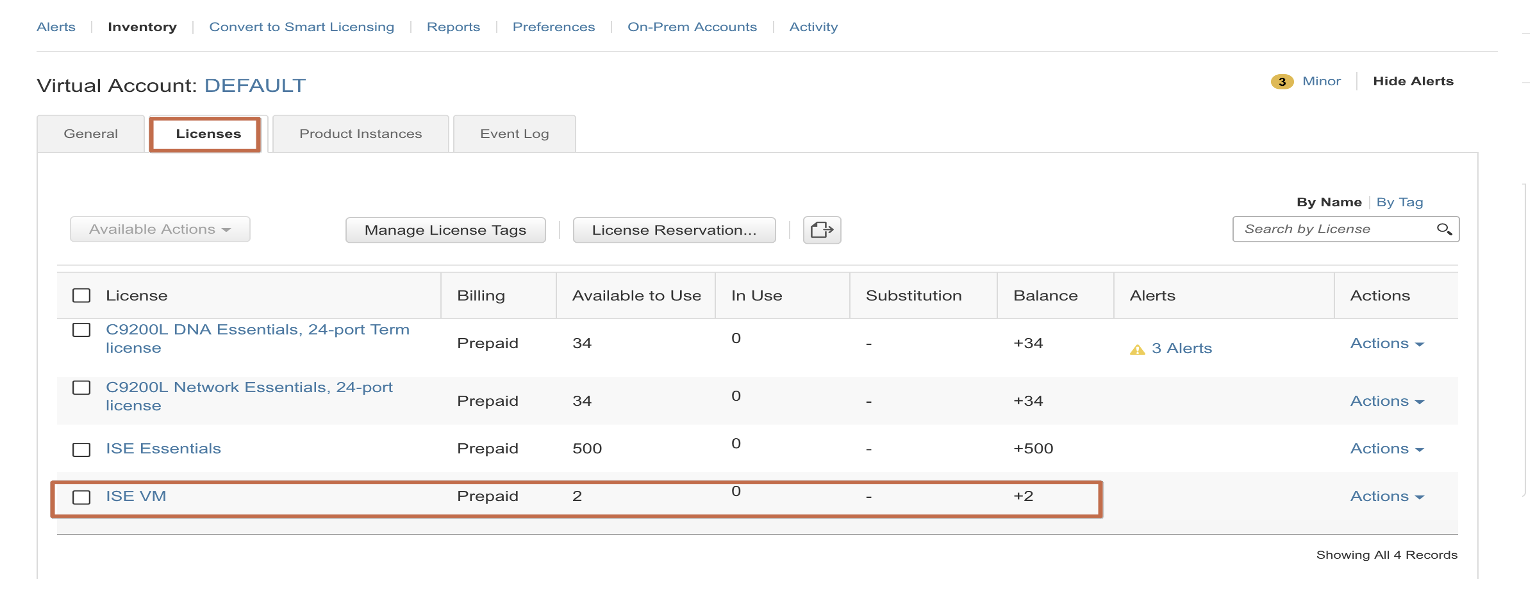 Alerts Inventory Convert to Smart Licensing Reports Preferences On-Prem Accounts Activity
Virtual Account: DEFAULT
3 Minor Hide Alerts
General Licenses Product Instances Event Log
By Name By Tag
Available Actions Manage License Tags License Reservation... Search by License
License Billing Available to Use In Use Substitution Balance Alerts Actions
C9200L DNA Essentials, 24-port Term
license Prepaid 34 0 - +34 3 Alerts Actions
C9200L Network Essentials, 24-port
license Prepaid 34 0 - +34 Actions
ISE Essentials Prepaid 500 0 - +500 Actions
ISE VM Prepaid 2 0 - +2 Actions
Showing All 4 Records